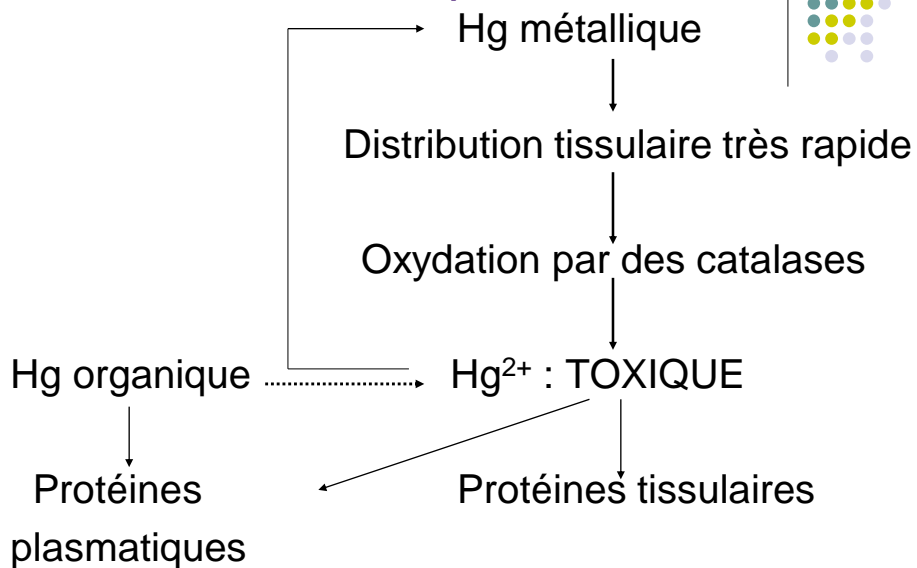 Hg métallique
Distribution tissulaire très rapide
Oxydation par des catalases
Hg organique
Hg²⁺ : TOXIQUE
Protéines
plasmatiques
Protéines tissulaires